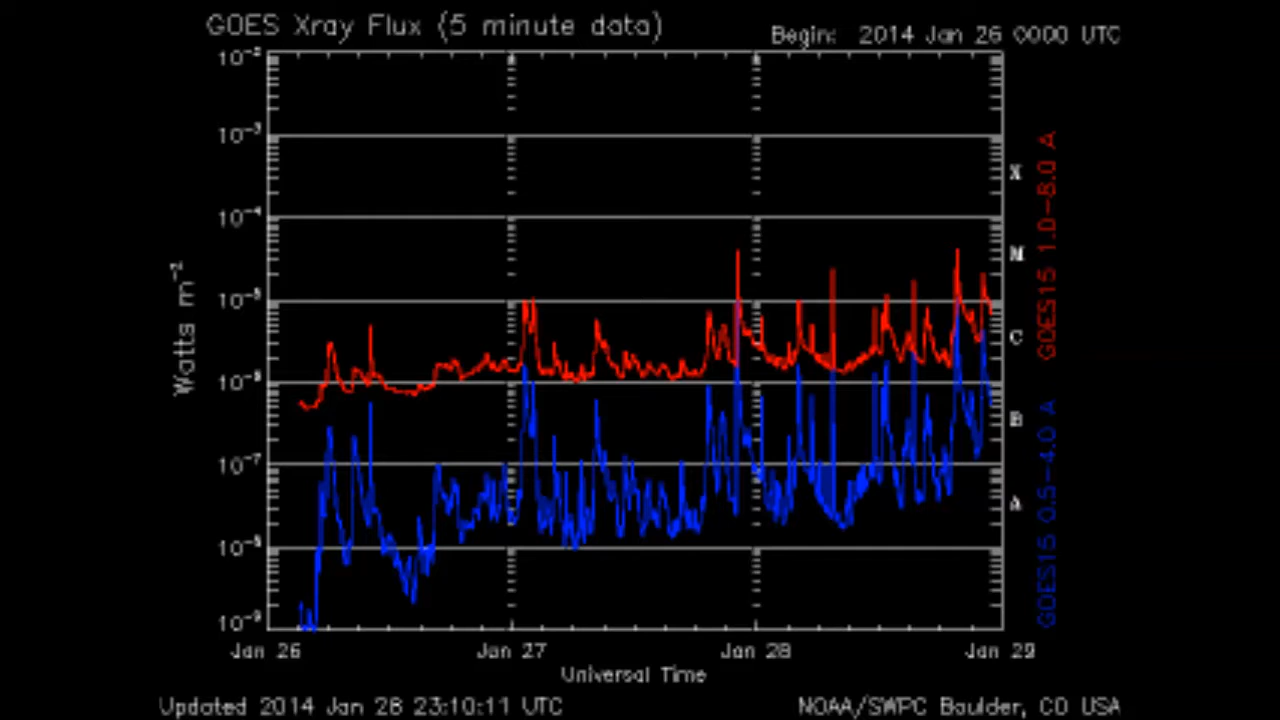 GOES Xray Flux (5 minute data)
Begin: 2014 Jan 26 0000 UTC
10-2
10-3
10-4
10-5
10-6
10-7
10-8
10-9
Watts m-2
X
M
C
B
A
GOES15 1.0-8.0 A
GOES15 0.5-4.0 A
Jan 26
Jan 27
Jan 28
Jan 29
Universal Time
Updated 2014 Jan 28 23:10:11 UTC
NOAA/SWPC Boulder, CO USA